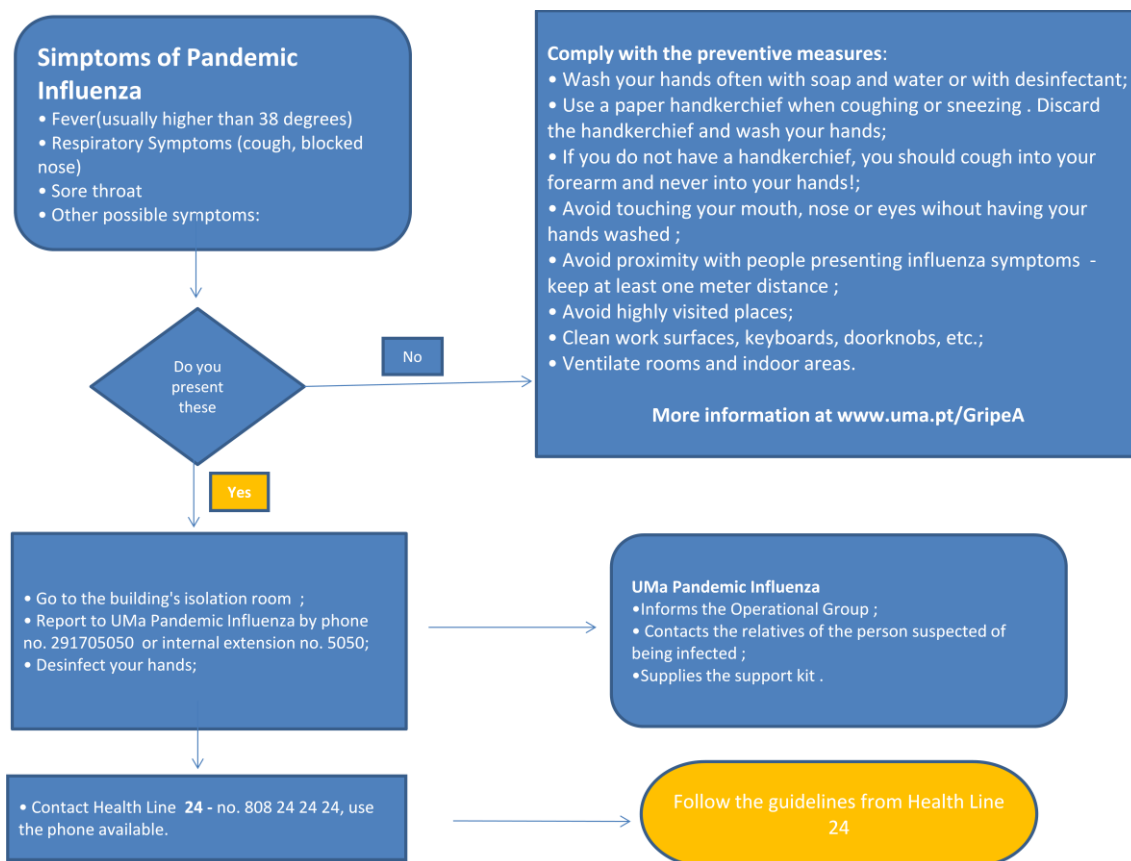 Simptoms of Pandemic
Influenza
• Fever(usually higher than 38 degrees)
• Respiratory Symptoms (cough, blocked
nose)
• Sore throat
• Other possible symptoms:
Comply with the preventive measures:
• Wash your hands often with soap and water or with desinfectant;
• Use a paper handkerchief when coughing or sneezing . Discard
the handkerchief and wash your hands;
• If you do not have a handkerchief, you should cough into your
forearm and never into your hands!;
• Avoid touching your mouth, nose or eyes wihout having your
hands washed ;
• Avoid proximity with people presenting influenza symptoms -
keep at least one meter distance ;
• Avoid highly visited places;
• Clean work surfaces, keyboards, doorknobs, etc.;
• Ventilate rooms and indoor areas.
More information at www.uma.pt/GripeA
Do you
present
these
No
Yes
• Go to the building's isolation room ;
• Report to UMa Pandemic Influenza by phone
no. 291705050 or internal extension no. 5050;
• Desinfect your hands;
UMa Pandemic Influenza
•Informs the Operational Group ;
• Contacts the relatives of the person suspected of
being infected ;
•Supplies the support kit .
• Contact Health Line 24 - no. 808 24 24 24, use
the phone available.
Follow the guidelines from Health Line
24